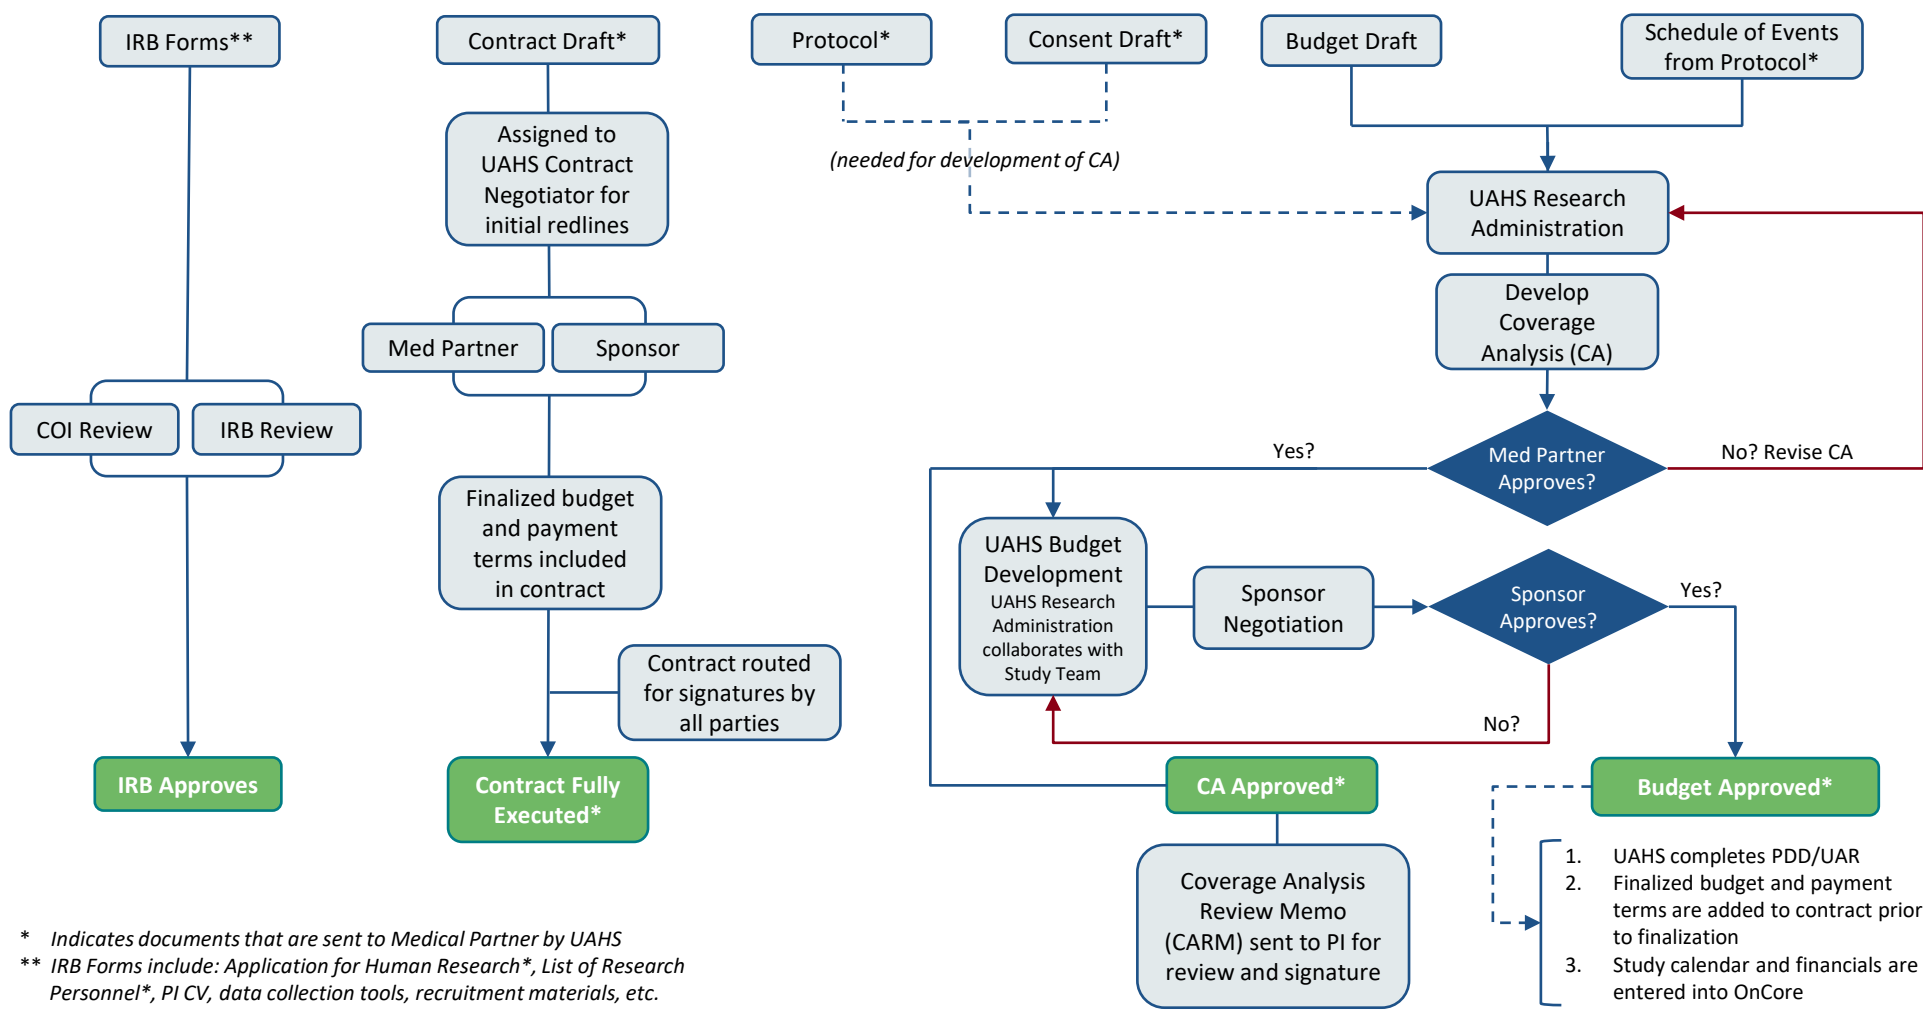 IRB Forms**
Contract Draft*
Protocol*
Consent Draft*
Budget Draft
Schedule of Events
from Protocol*
Assigned to
UAHS Contract
Negotiator for
initial redlines
(needed for development of CA)
UAHS Research
Administration
Develop
Coverage
Analysis (CA)
Med Partner
Sponsor
COI Review
IRB Review
Yes?
Med Partner
Approves?
No? Revise CA
Finalized budget
and payment
terms included
in contract
UAHS Budget
Development
UAHS Research
Administration
collaborates with
Study Team
Sponsor
Negotiation
Sponsor
Approves?
Yes?
Contract routed
for signatures by
all parties
No?
IRB Approves
Contract Fully
Executed*
CA Approved*
Budget Approved*
Coverage Analysis
Review Memo
(CARM) sent to PI for
review and signature
1. UAHS completes PDD/UAR
2. Finalized budget and payment
terms are added to contract prior
to finalization
3. Study calendar and financials are
entered into OnCore
* Indicates documents that are sent to Medical Partner by UAHS
** IRB Forms include: Application for Human Research*, List of Research
Personnel*, PI CV, data collection tools, recruitment materials, etc.